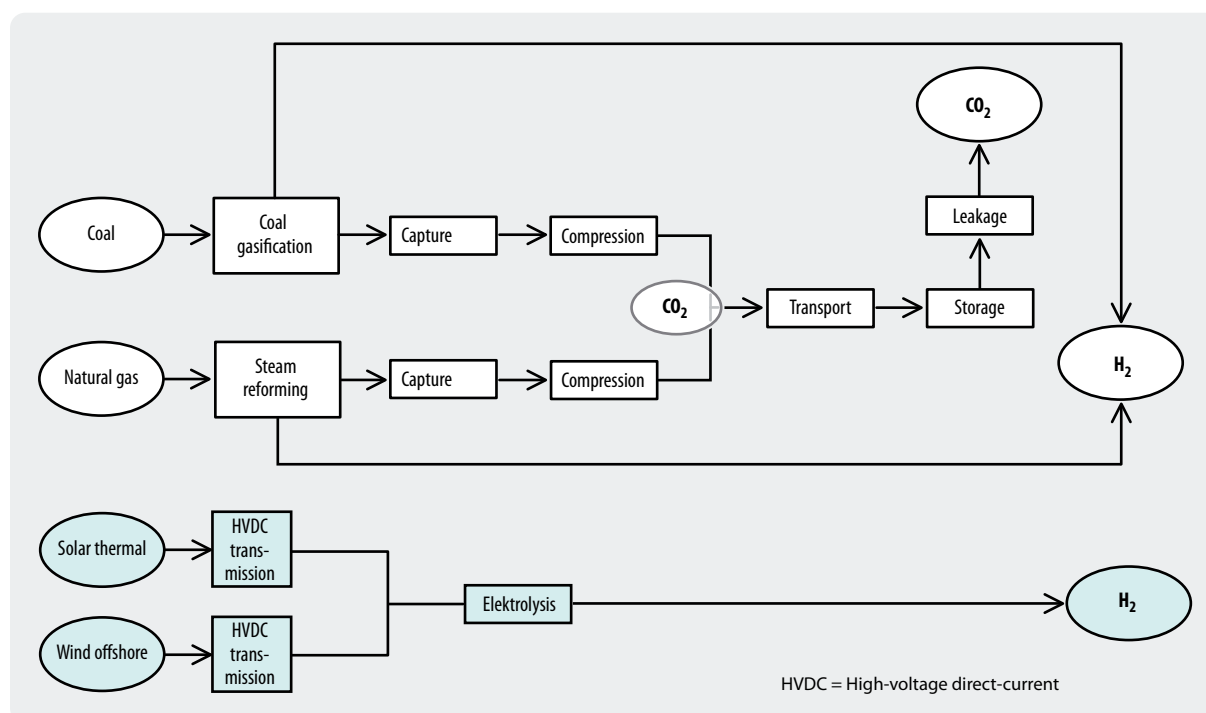 CO₂
Coal
Coal
gasification
Capture
Compression
Leakage
CO₂
Transport
Storage
Natural gas
Steam
reforming
Capture
Compression
H₂
Solar thermal
HVDC
trans-
mission
Elektrolysis
H₂
Wind offshore
HVDC
trans-
mission
HVDC = High-voltage direct-current